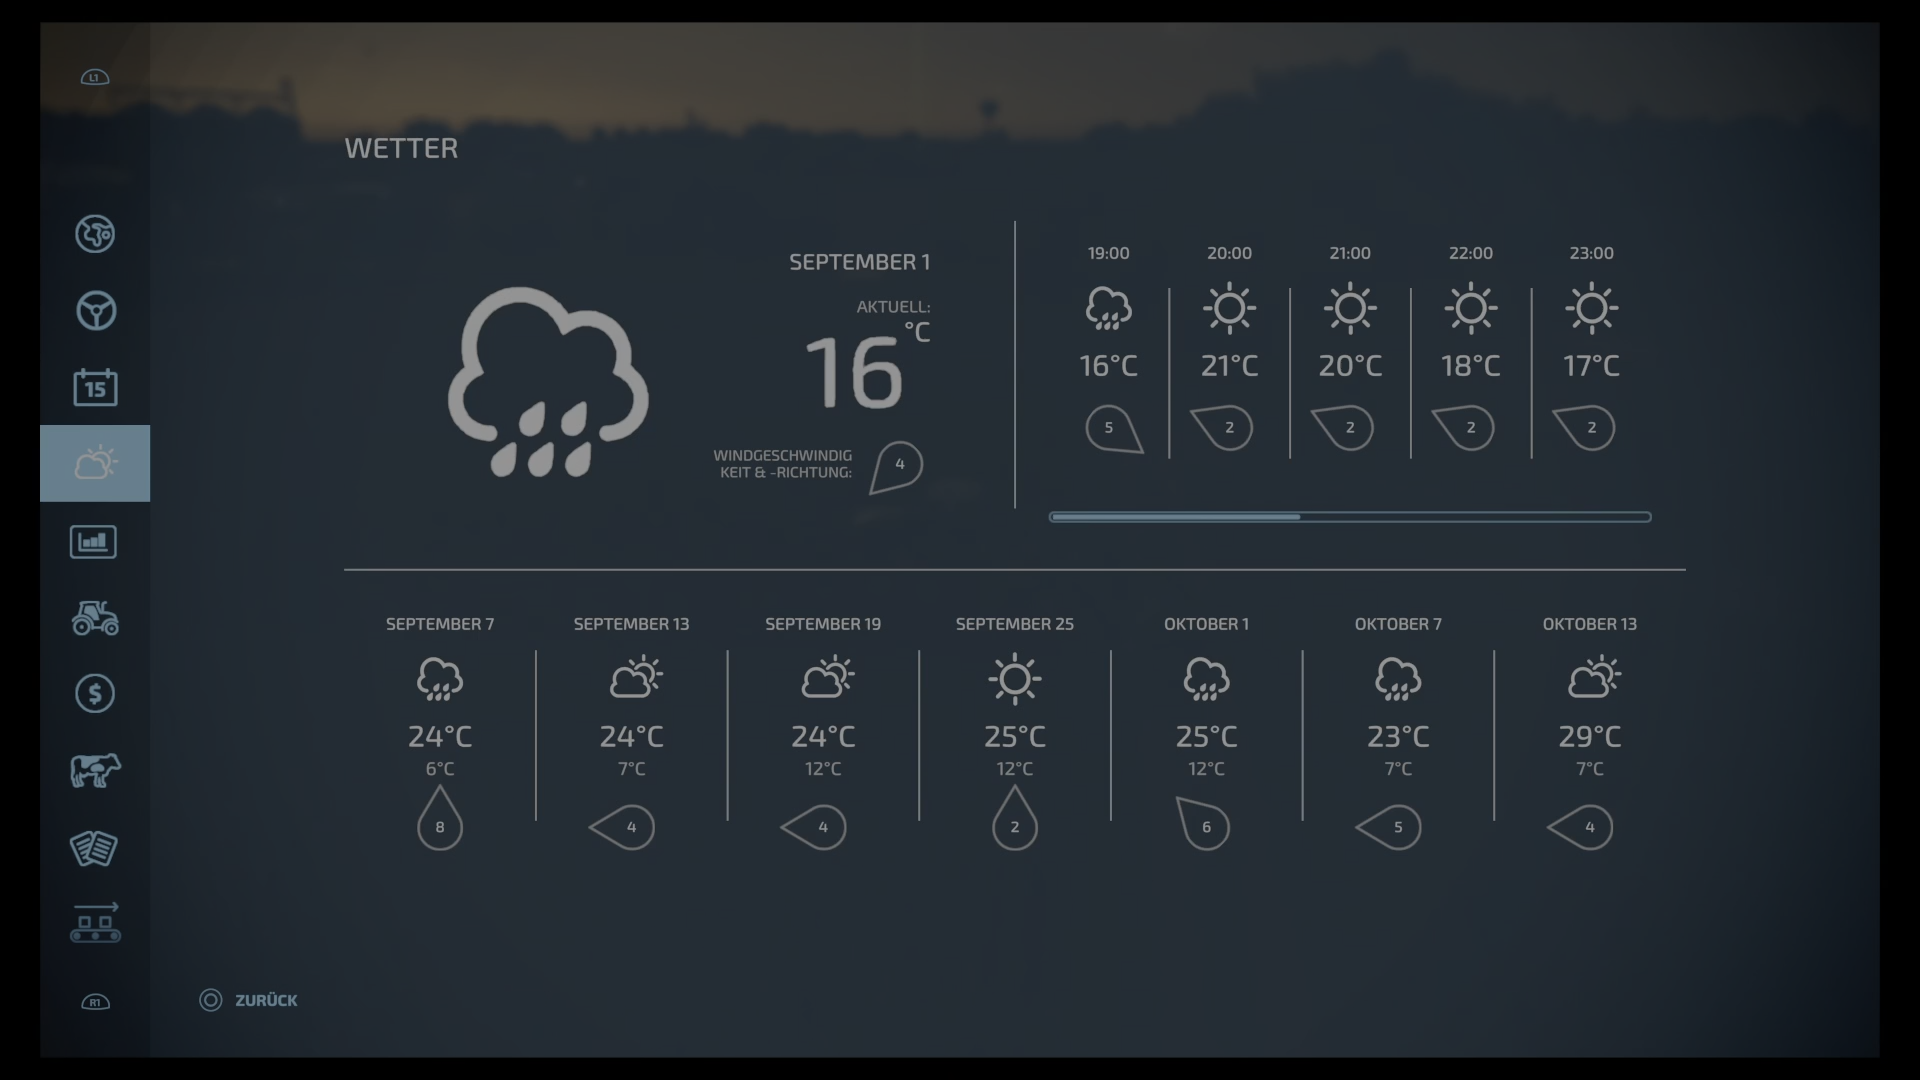 L1
WETTER
15
SEPTEMBER 1
AKTUELL:
16 °C
WINDGESCHWINDIG
KEIT & -RICHTUNG:
4
19:00 20:00 21:00 22:00 23:00
16°C 21°C 20°C 18°C 17°C
5 2 2 2 2
SEPTEMBER 7 SEPTEMBER 13 SEPTEMBER 19 SEPTEMBER 25 OKTOBER 1 OKTOBER 7 OKTOBER 13
24°C 24°C 24°C 25°C 25°C 23°C 29°C
6°C 7°C 12°C 12°C 12°C 7°C 7°C
8 4 4 2 6 5 4
$
R1
ZURÜCK